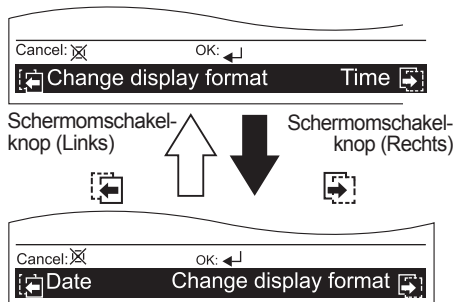 Cancel: OK:
Change display format Time
Schermomschakel-
knop (Links)
Schermomschakel-
knop (Rechts)
Cancel: OK:
Date Change display format